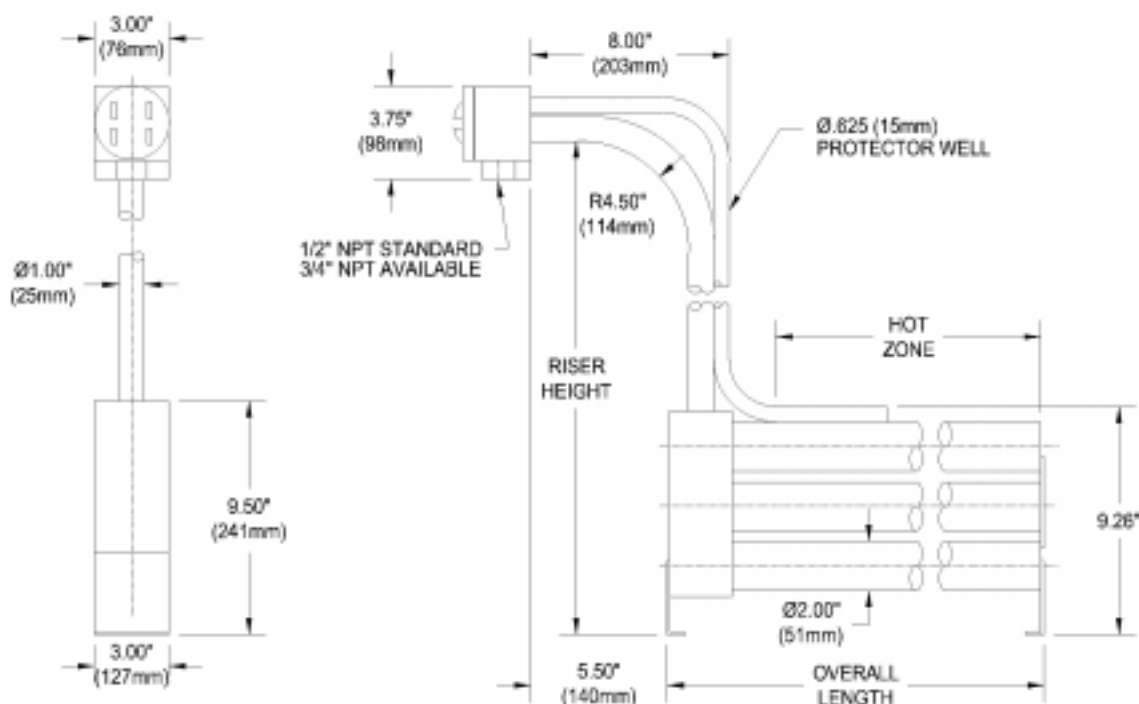 3.00"
(76mm)
8.00"
(203mm)
3.75"
(98mm)
Ø.625 (15mm)
PROTECTOR WELL
R4.50"
(114mm)
1/2" NPT STANDARD
3/4" NPT AVAILABLE
Ø1.00"
(25mm)
HOT
ZONE
RISER
HEIGHT
9.50"
(241mm)
9.26"
Ø2.00"
(51mm)
3.00"
(127mm)
5.50"
(140mm)
OVERALL
LENGTH